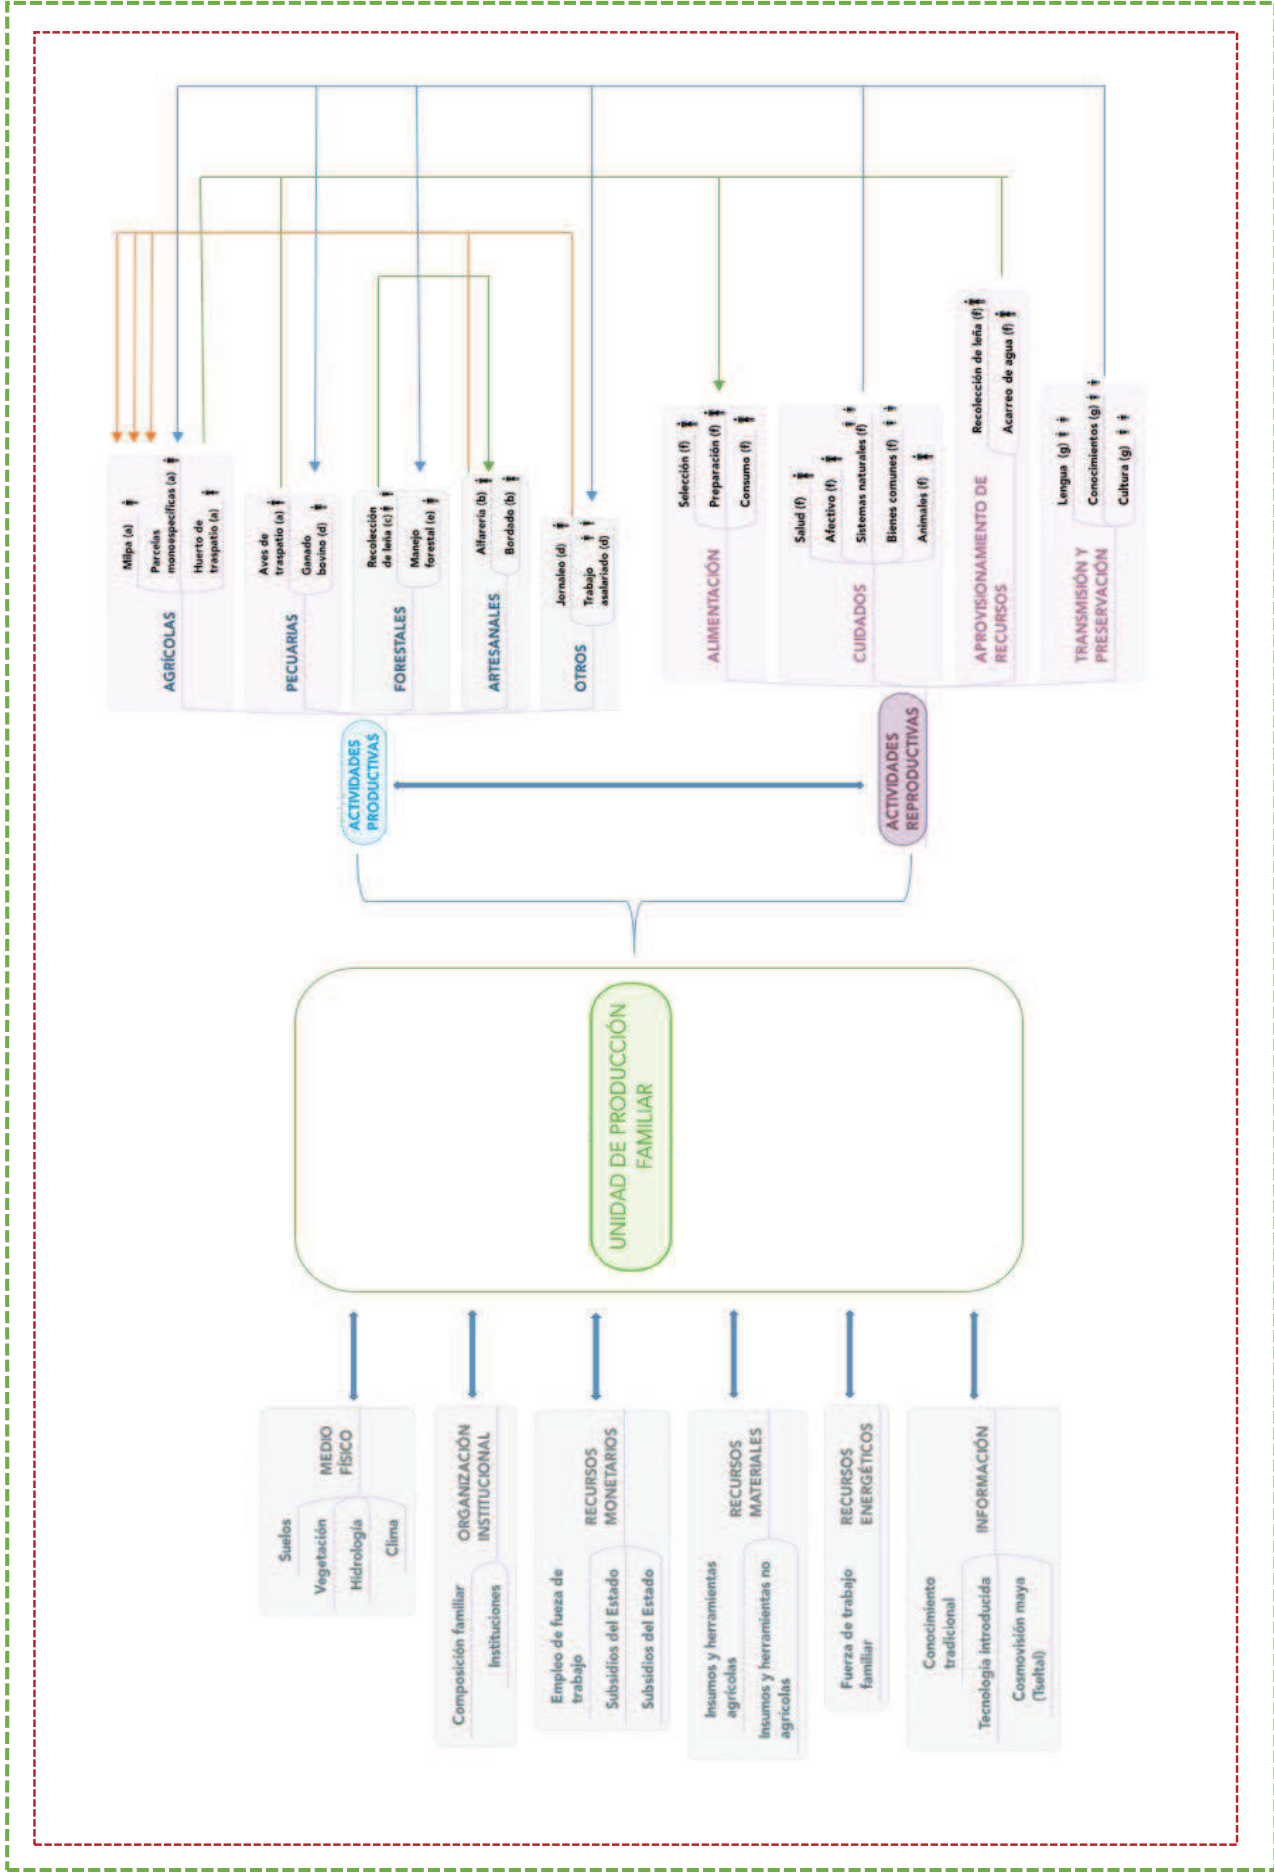 Suelos
Vegetación
Hidrología
Clima
MEDIO
FÍSICO
Composición familiar
Instituciones
ORGANIZACIÓN
INSTITUCIONAL
Empleo de fueza de
trabajo
Subsidios del Estado
Subsidios del Estado
RECURSOS
MONETARIOS
Insumos y herramientas
agrícolas
Insumos y herramientas no
agrícolas
RECURSOS
MATERIALES
Fuerza de trabajo
familiar
RECURSOS
ENERGÉTICOS
Conocimiento
tradicional
Tecnología introducida
Cosmovisión maya
(Tseltal)
INFORMACIÓN
UNIDAD DE PRODUCCIÓN
FAMILIAR
ACTIVIDADES
PRODUCTIVAS
AGRÍCOLAS
Milpa (a)
Parcelas
monoespecíficas (a)
Huerto de
traspatio (a)
PECUARIAS
Aves de
traspatio (a)
Ganado
bovino (d)
FORESTALES
Recolección
de leña (c)
Manejo
forestal (e)
ARTESANALES
Alfarería (b)
Bordado (b)
OTROS
Jornaleo (d)
Trabajo
asalariado (d)
ACTIVIDADES
REPRODUCTIVAS
ALIMENTACIÓN
Selección (f)
Preparación (f)
Consumo (f)
CUIDADOS
Salud (f)
Afectivo (f)
Sistemas naturales (f)
Bienes comunes (f)
Animales (f)
APROVISIONAMIENTO DE
RECURSOS
Recolección de leña (f)
Acarreo de agua (f)
TRANSMISIÓN Y
PRESERVACIÓN
Lengua (g)
Conocimientos (g)
Cultura (g)